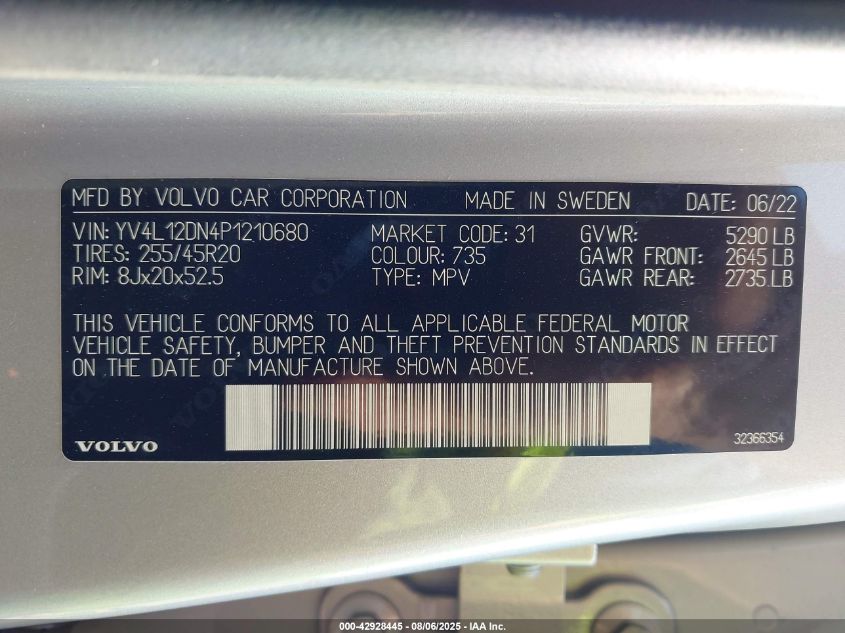 MFD BY VOLVO CAR CORPORATION MADE IN SWEDEN DATE: 06/22
VIN: YV4L12DN4P1210680 MARKET CODE: 31 GVWR: 5290 LB
TIRES: 255/45R20 COLOUR: 735 GAWR FRONT: 2645 LB
RIM: 8Jx20x52.5 TYPE: MPV GAWR REAR: 2735 LB
THIS VEHICLE CONFORMS TO ALL APPLICABLE FEDERAL MOTOR
VEHICLE SAFETY, BUMPER AND THEFT PREVENTION STANDARDS IN EFFECT
ON THE DATE OF MANUFACTURE SHOWN ABOVE.
VOLVO 32366354
000-42928445 - 08/06/2025 - IAA Inc.